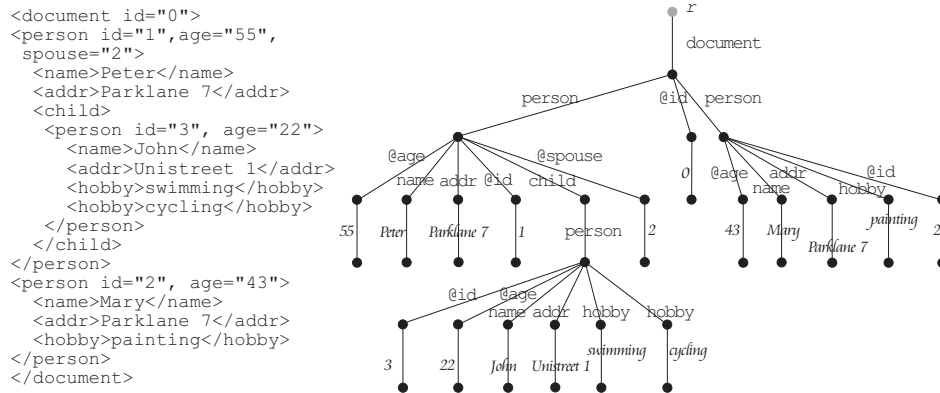 <document id="0">
<person id="1",age="55",
spouse="2">
<name>Peter</name>
<addr>Parklane 7</addr>
<child>
<person id="3", age="22">
<name>John</name>
<addr>Unistreet 1</addr>
<hobby>swimming</hobby>
<hobby>cycling</hobby>
</person>
</child>
</person>
<person id="2", age="43">
<name>Mary</name>
<addr>Parklane 7</addr>
<hobby>painting</hobby>
</person>
</document>
r
document
person @id person
@age @spouse @id
name addr @id child 0 @age addr hobby
name
55 Peter Parklane 7 1 person 2 43 Mary Parklane 7 painting 2
@id @age
name addr hobby hobby
3 22 John Unistreet 1 swimming cycling